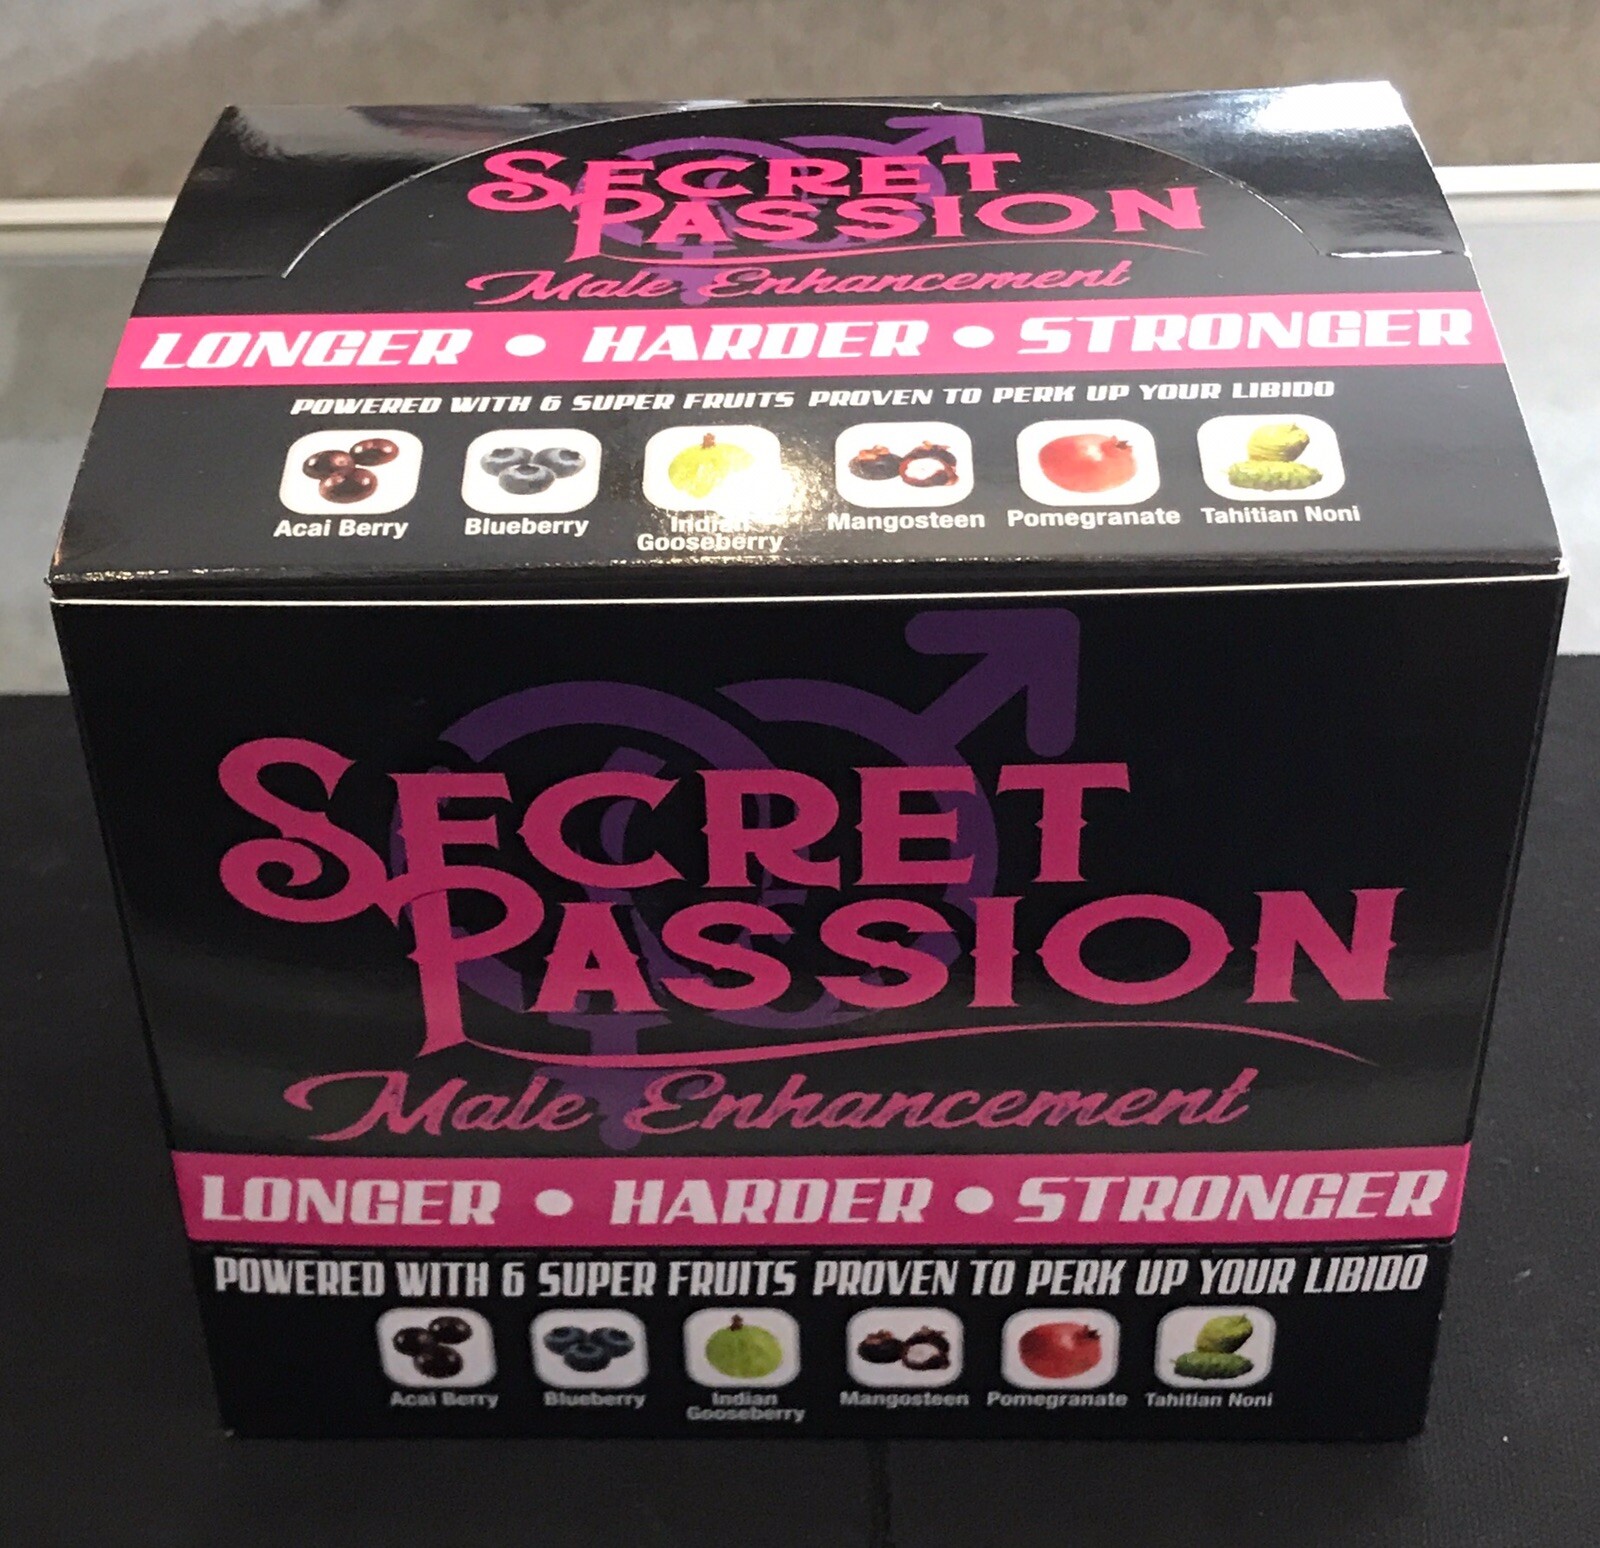 SECRET
PASSION
Male Enhancement
LONGER • HARDER • STRONGER
POWERED WITH 6 SUPER FRUITS PROVEN TO PERK UP YOUR LIBIDO
Acai Berry Blueberry Indian Gooseberry Mangosteen Pomegranate Tahitian Noni
SECRET
PASSION
Male Enhancement
LONGER • HARDER • STRONGER
POWERED WITH 6 SUPER FRUITS PROVEN TO PERK UP YOUR LIBIDO
Acai Berry Blueberry Indian Gooseberry Mangosteen Pomegranate Tahitian Noni